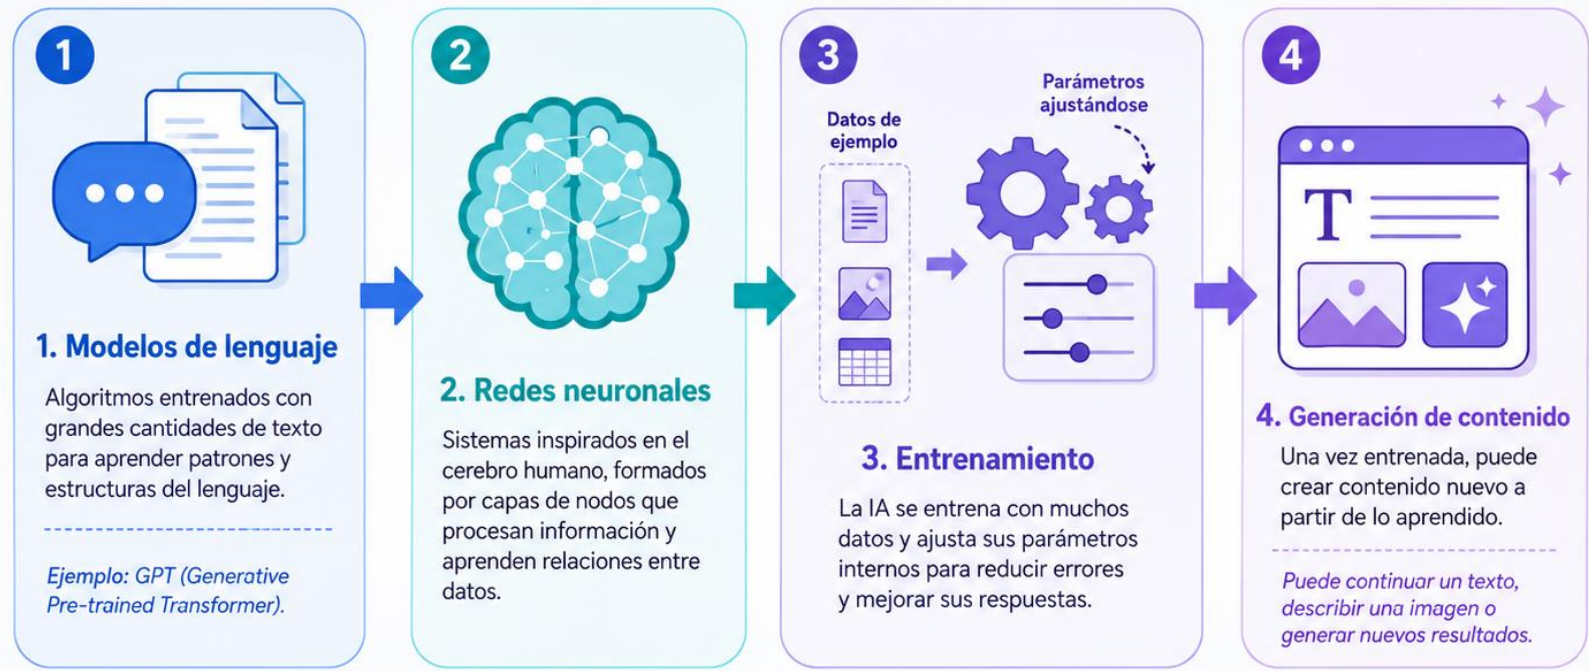 1
1. Modelos de lenguaje
Algoritmos entrenados con
grandes cantidades de texto
para aprender patrones y
estructuras del lenguaje.
Ejemplo: GPT (Generative
Pre-trained Transformer).
2
2. Redes neuronales
Sistemas inspirados en el
cerebro humano, formados
por capas de nodos que
procesan información y
aprenden relaciones entre
datos.
3
Datos de
ejemplo
Parámetros
ajustándose
3. Entrenamiento
La IA se entrena con muchos
datos y ajusta sus parámetros
internos para reducir errores
y mejorar sus respuestas.
4
T
4. Generación de contenido
Una vez entrenada, puede
crear contenido nuevo a
partir de lo aprendido.
Puede continuar un texto,
describir una imagen o
generar nuevos resultados.